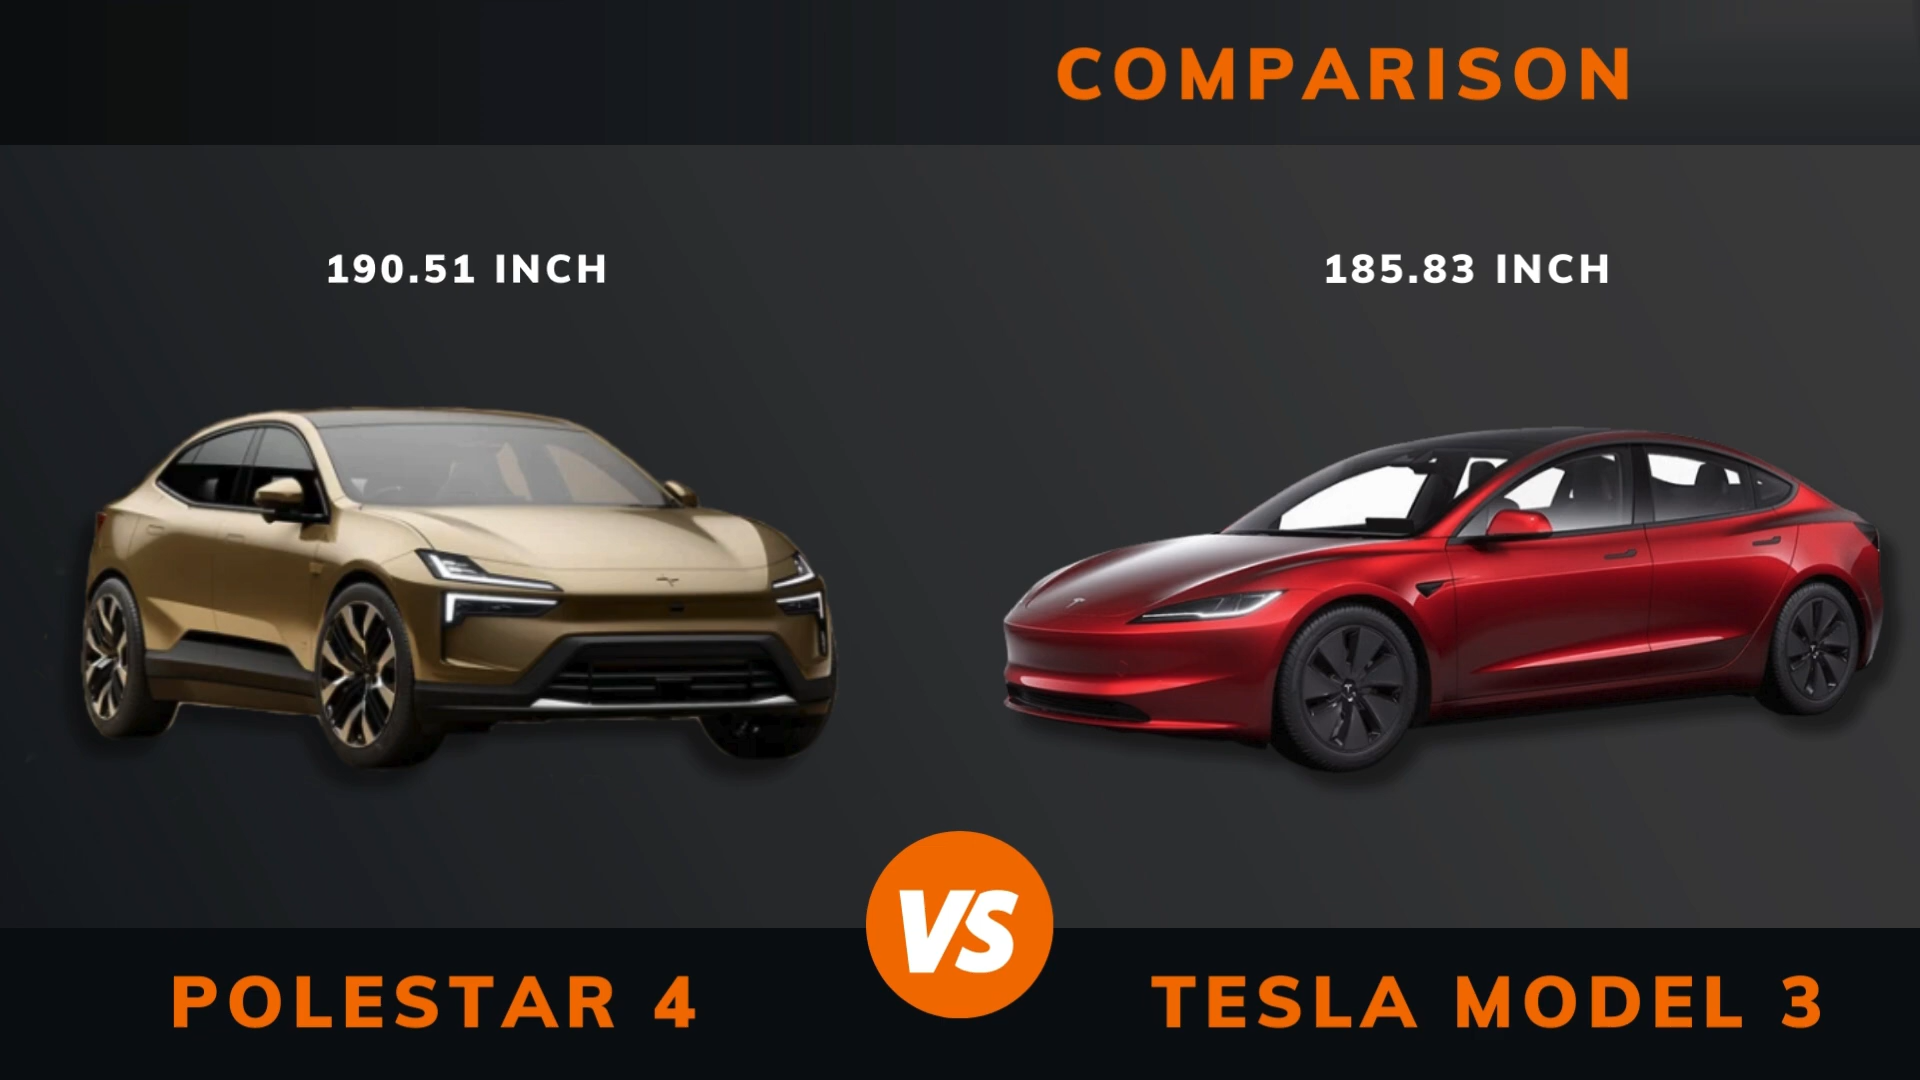 COMPARISON
190.51 INCH
185.83 INCH
VS
POLESTAR 4
TESLA MODEL 3